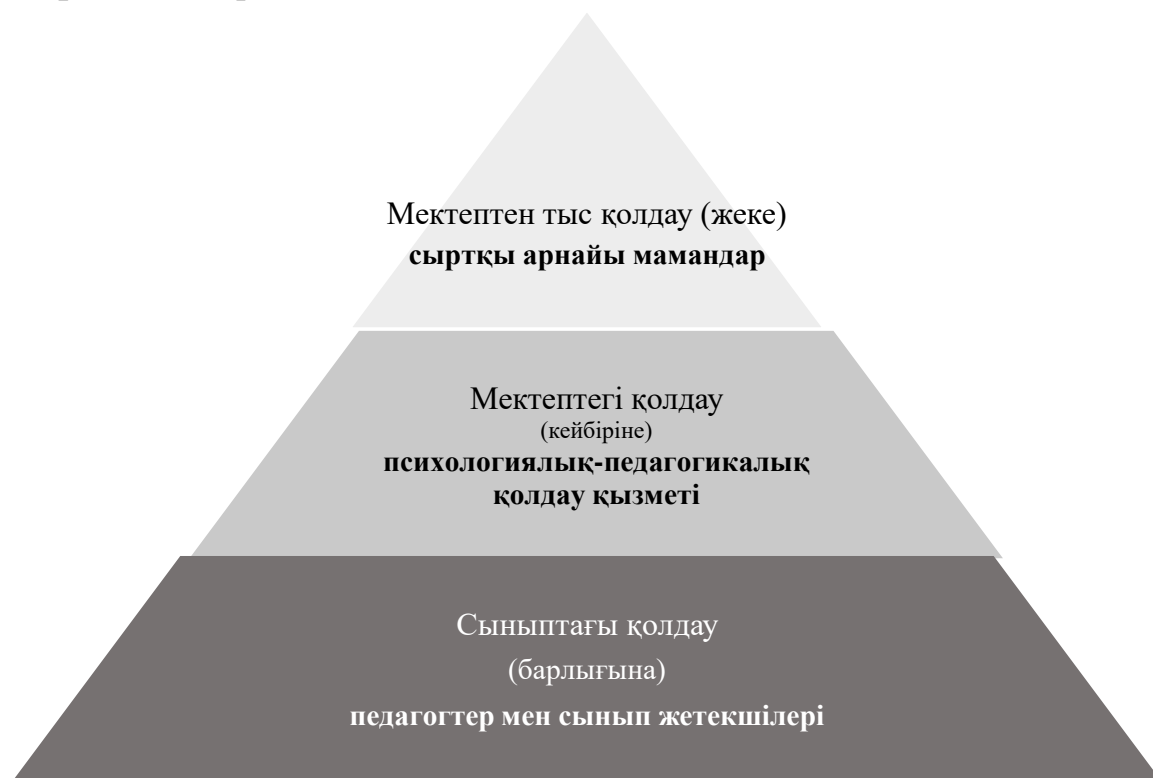 Мектептен тыс қолдау (жеке)
сыртқы арнайы мамандар
Мектептегі қолдау
(кейбіріне)
психологиялық-педагогикалық
қолдау қызметі
Сыныптағы қолдау
(барлығына)
педагогтер мен сынып жетекшілері